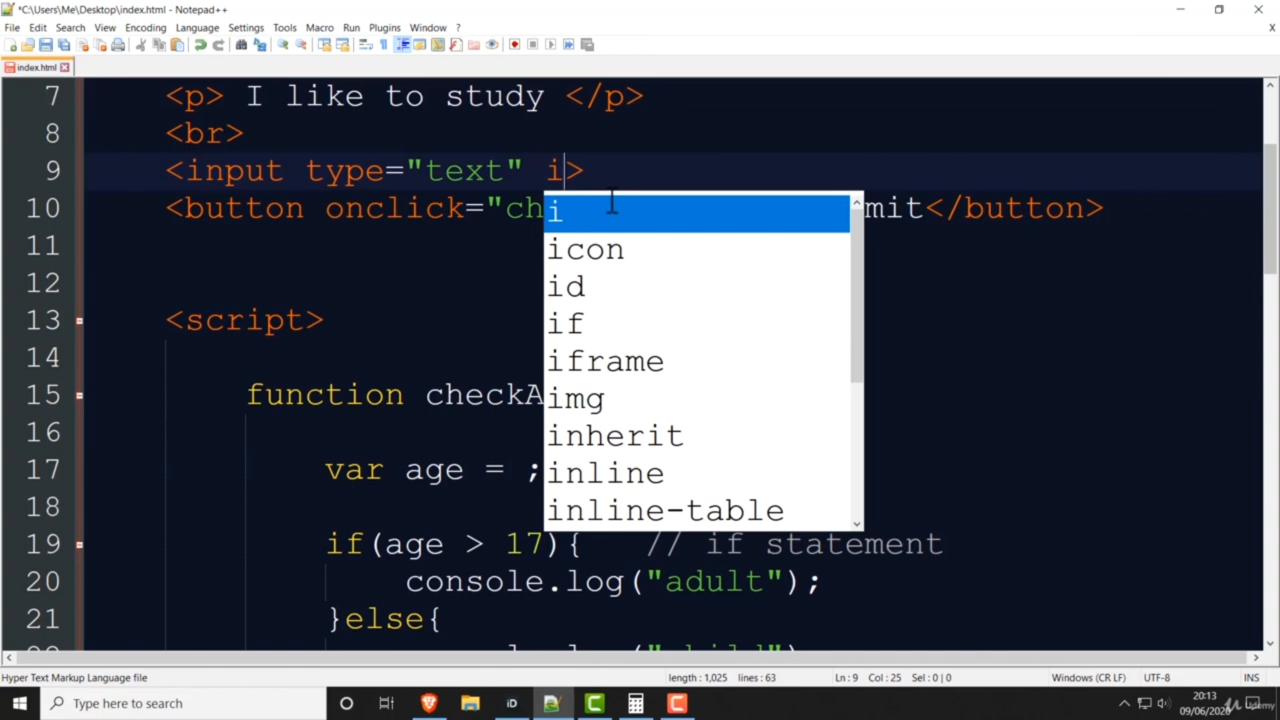 *C:\Users\Me\Desktop\index.html - Notepad++
File Edit Search View Encoding Language Settings Tools Macro Run Plugins Window ?
X
index.html
7 <p> I like to study </p>
8 <br>
9 <input type="text" i>
10 <button onclick="ch mit</button>
i
icon
id
if
iframe
img
inherit
inline
inline-table
11
12
13 <script>
14
15 function checkA
16
17 var age = ;
18
19 if(age > 17){ // if statement
20 console.log("adult");
21 }else{
Hyper Text Markup Language file length : 1,025 lines : 63 Ln : 9 Col : 25 Sel : 0 | 0 Windows (CR LF) UTF-8 INS
Type here to search iD 20:13
09/06/2020
Udemy